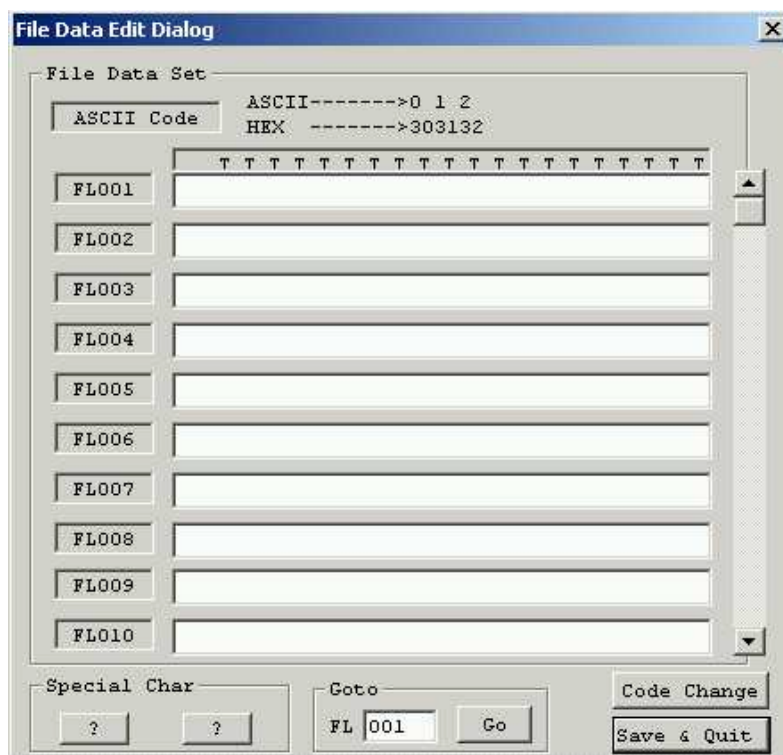 File Data Edit Dialog
File Data Set
ASCII Code
ASCII------->0 1 2
HEX ------->303132
T T T T T T T T T T T T T T T T T T T T
FL001
FL002
FL003
FL004
FL005
FL006
FL007
FL008
FL009
FL010
Special Char
? ?
Goto
FL 001 Go
Code Change
Save & Quit